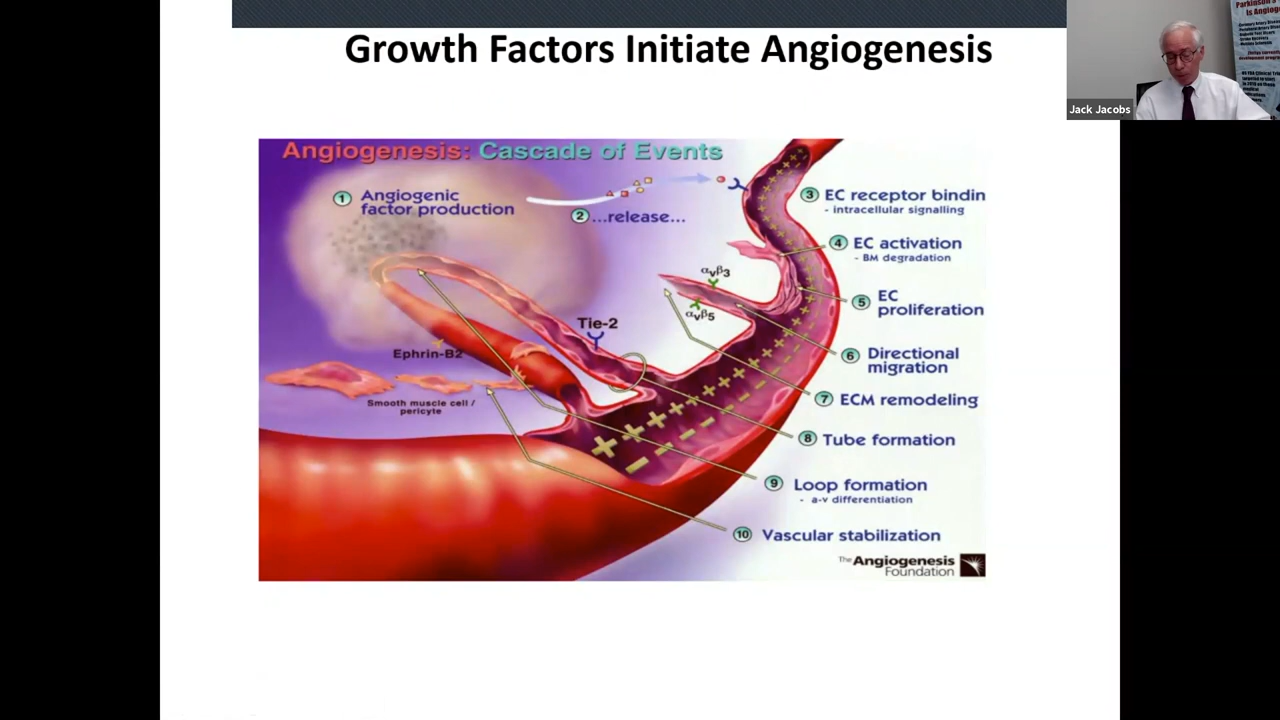 Growth Factors Initiate Angiogenesis
Jack Jacobs
Parkinson's
Is Angioge
Angiogenesis: Cascade of Events
1 Angiogenic
factor production
2 ...release...
3 EC receptor bindin
- intracellular signalling
4 EC activation
- BM degradation
5 EC
proliferation
αvβ3
αvβ5
Tie-2
Ephrin-B2
6 Directional
migration
7 ECM remodeling
Smooth muscle cell /
pericyte
8 Tube formation
9 Loop formation
- a-v differentiation
10 Vascular stabilization
The Angiogenesis
Foundation